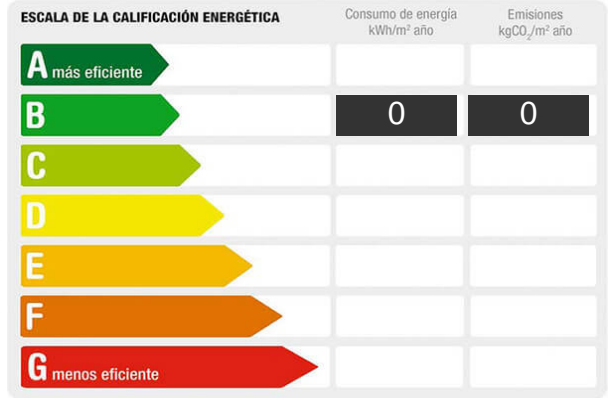 ESCALA DE LA CALIFICACIÓN ENERGÉTICA
Consumo de energía
kWh/m² año
Emisiones
kgCO₂/m² año
A más eficiente
B
0
0
C
D
E
F
G menos eficiente